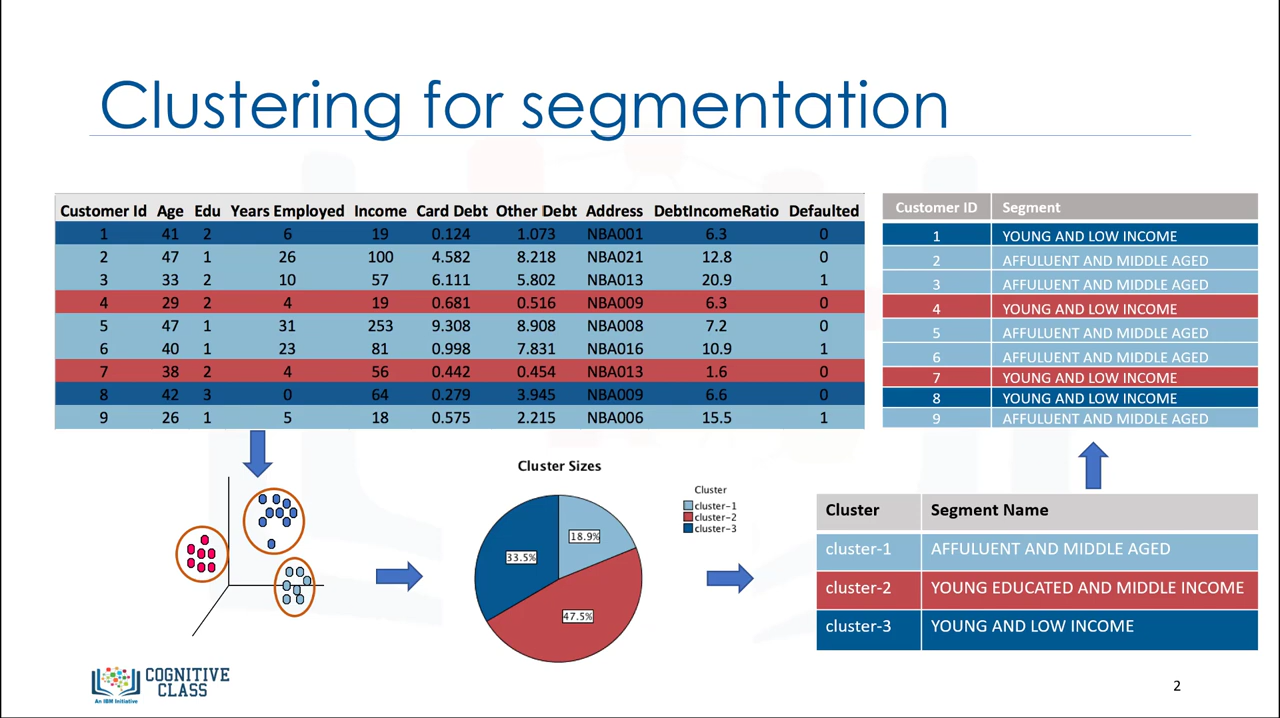 Clustering for segmentation
Customer Id Age Edu Years Employed Income Card Debt Other Debt Address DebtIncomeRatio Defaulted
1 41 2 6 19 0.124 1.073 NBA001 6.3 0
2 47 1 26 100 4.582 8.218 NBA021 12.8 0
3 33 2 10 57 6.111 5.802 NBA013 20.9 1
4 29 2 4 19 0.681 0.516 NBA009 6.3 0
5 47 1 31 253 9.308 8.908 NBA008 7.2 0
6 40 1 23 81 0.998 7.831 NBA016 10.9 1
7 38 2 4 56 0.442 0.454 NBA013 1.6 0
8 42 3 0 64 0.279 3.945 NBA009 6.6 0
9 26 1 5 18 0.575 2.215 NBA006 15.5 1
Customer ID Segment
1 YOUNG AND LOW INCOME
2 AFFULUENT AND MIDDLE AGED
3 AFFULUENT AND MIDDLE AGED
4 YOUNG AND LOW INCOME
5 AFFULUENT AND MIDDLE AGED
6 AFFULUENT AND MIDDLE AGED
7 YOUNG AND LOW INCOME
8 YOUNG AND LOW INCOME
9 AFFULUENT AND MIDDLE AGED
Cluster Sizes
18.9%
33.5%
47.5%
Cluster
cluster-1
cluster-2
cluster-3
Cluster Segment Name
cluster-1 AFFULUENT AND MIDDLE AGED
cluster-2 YOUNG EDUCATED AND MIDDLE INCOME
cluster-3 YOUNG AND LOW INCOME
COGNITIVE
CLASS
An IBM Initiative
2